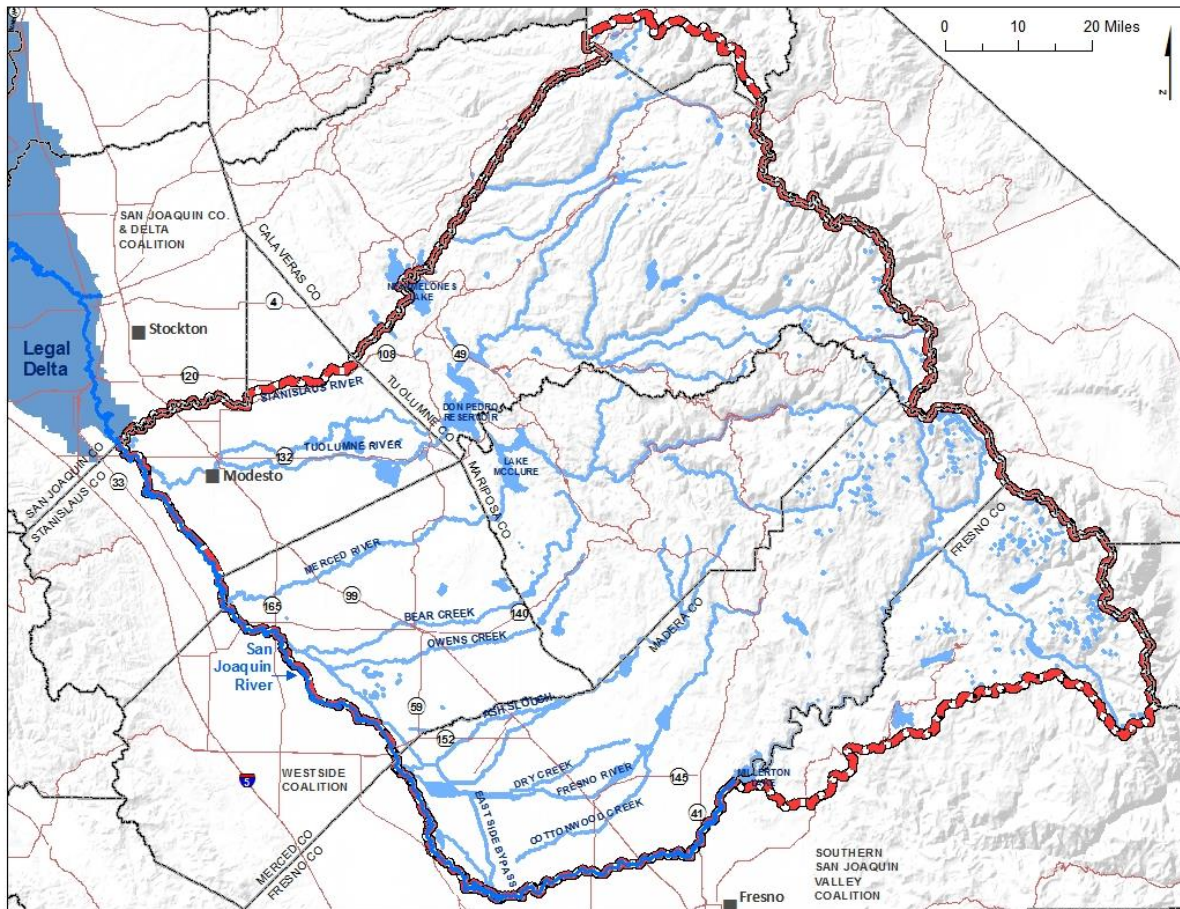 0 10 20 Miles
N
SAN JOAQUIN CO.
& DELTA
COALITION
CALAVERAS CO
4
NEW MELONES
LAKE
Stockton
Legal
Delta
108
49
120
STANISLAUS RIVER
TUOLUMNE CO
DON PEDRO
RESERVOIR
TUOLUMNE RIVER
132
LAKE
MCCLURE
Modesto
SAN JOAQUIN CO
STANISLAUS CO
33
MARIPOSA CO
FRESNO CO
MERCED RIVER
99
165
BEAR CREEK
140
OWENS CREEK
MADERA CO
San
Joaquin
River
59
ASH SLOUGH
152
WESTSIDE
COALITION
5
DRY CREEK
FRESNO RIVER
145
MILLERTON
LAKE
EASTSIDE BYPASS
COTTONWOOD CREEK
41
MERCED CO
FRESNO CO
SOUTHERN
SAN JOAQUIN
VALLEY
COALITION
Fresno